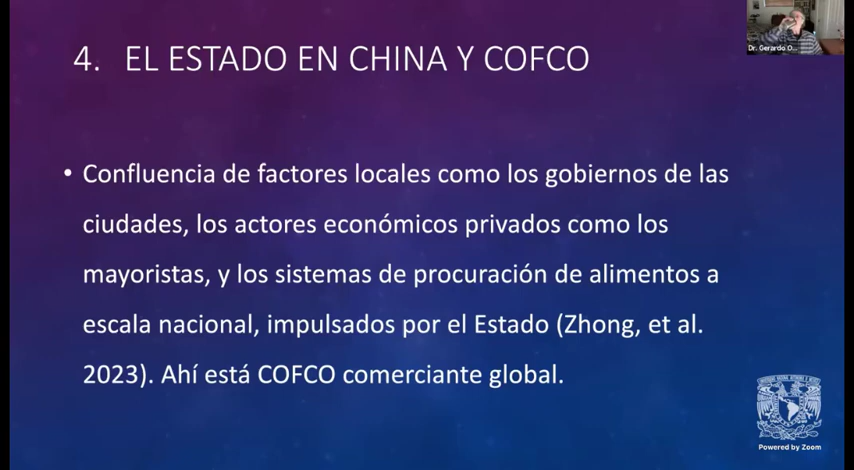 4. EL ESTADO EN CHINA Y COFCO
Dr. Gerardo O...
• Confluencia de factores locales como los gobiernos de las
ciudades, los actores económicos privados como los
mayoristas, y los sistemas de procuración de alimentos a
escala nacional, impulsados por el Estado (Zhong, et al.
2023). Ahí está COFCO comerciante global.
Powered by Zoom